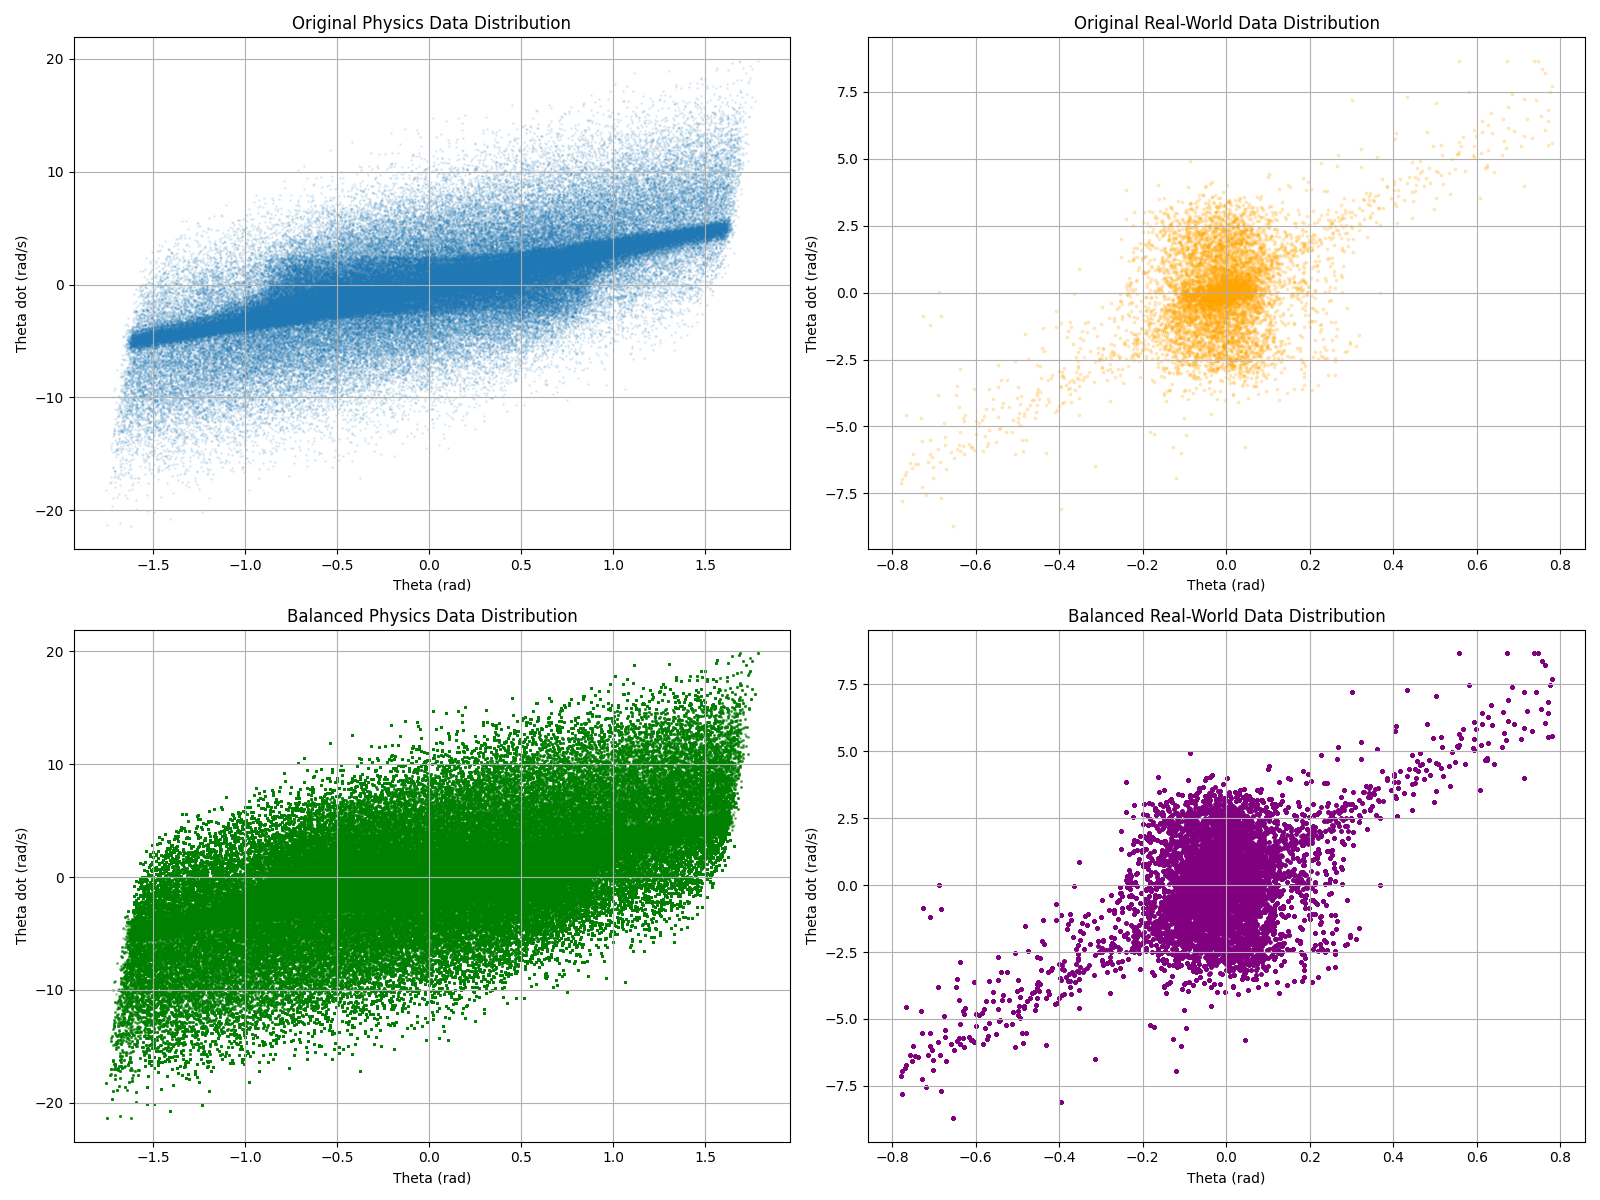 Original Physics Data Distribution
Theta dot (rad/s)
20
10
0
−10
−20
−1.5 −1.0 −0.5 0.0 0.5 1.0 1.5
Theta (rad)
Original Real-World Data Distribution
Theta dot (rad/s)
7.5
5.0
2.5
0.0
−2.5
−5.0
−7.5
−0.8 −0.6 −0.4 −0.2 0.0 0.2 0.4 0.6 0.8
Theta (rad)
Balanced Physics Data Distribution
Theta dot (rad/s)
20
10
0
−10
−20
−1.5 −1.0 −0.5 0.0 0.5 1.0 1.5
Theta (rad)
Balanced Real-World Data Distribution
Theta dot (rad/s)
7.5
5.0
2.5
0.0
−2.5
−5.0
−7.5
−0.8 −0.6 −0.4 −0.2 0.0 0.2 0.4 0.6 0.8
Theta (rad)